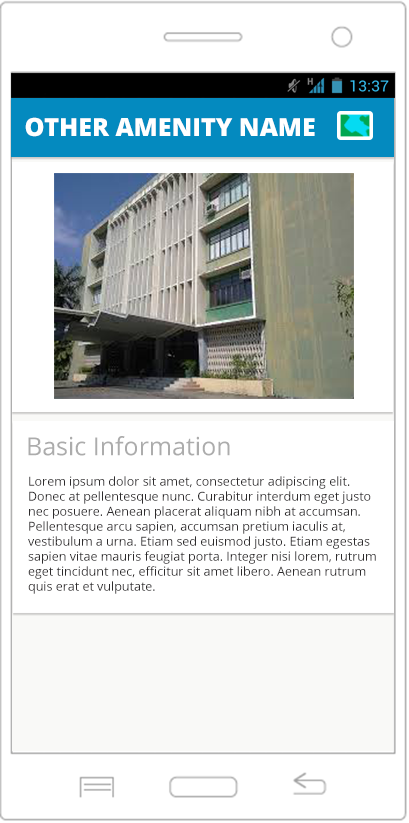 H
13:37
OTHER AMENITY NAME
Basic Information
Lorem ipsum dolor sit amet, consectetur adipiscing elit.
Donec at pellentesque nunc. Curabitur interdum eget justo
nec posuere. Aenean placerat aliquam nibh at accumsan.
Pellentesque arcu sapien, accumsan pretium iaculis at,
vestibulum a urna. Etiam sed euismod justo. Etiam egestas
sapien vitae mauris feugiat porta. Integer nisi lorem, rutrum
eget tincidunt nec, efficitur sit amet libero. Aenean rutrum
quis erat et vulputate.